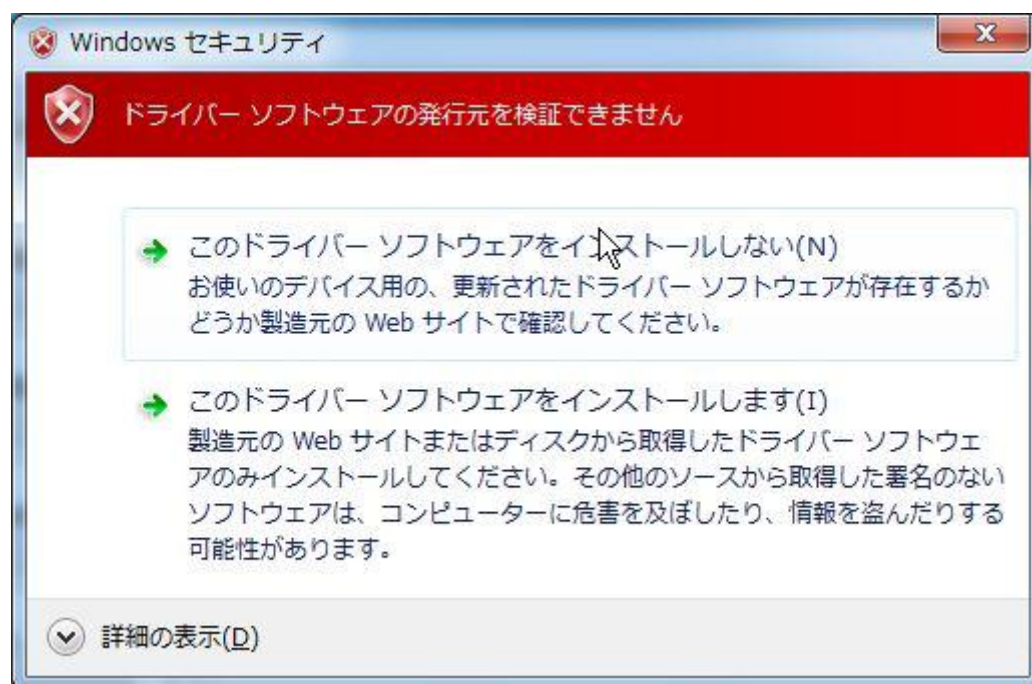 Windows セキュリティ
ドライバー ソフトウェアの発行元を検証できません
このドライバー ソフトウェアをインストールしない(N)
お使いのデバイス用の、更新されたドライバー ソフトウェアが存在するか
どうか製造元の Web サイトで確認してください。
このドライバー ソフトウェアをインストールします(I)
製造元の Web サイトまたはディスクから取得したドライバー ソフトウェ
アのみインストールしてください。その他のソースから取得した署名のない
ソフトウェアは、コンピューターに危害を及ぼしたり、情報を盗んだりする
可能性があります。
詳細の表示(D)